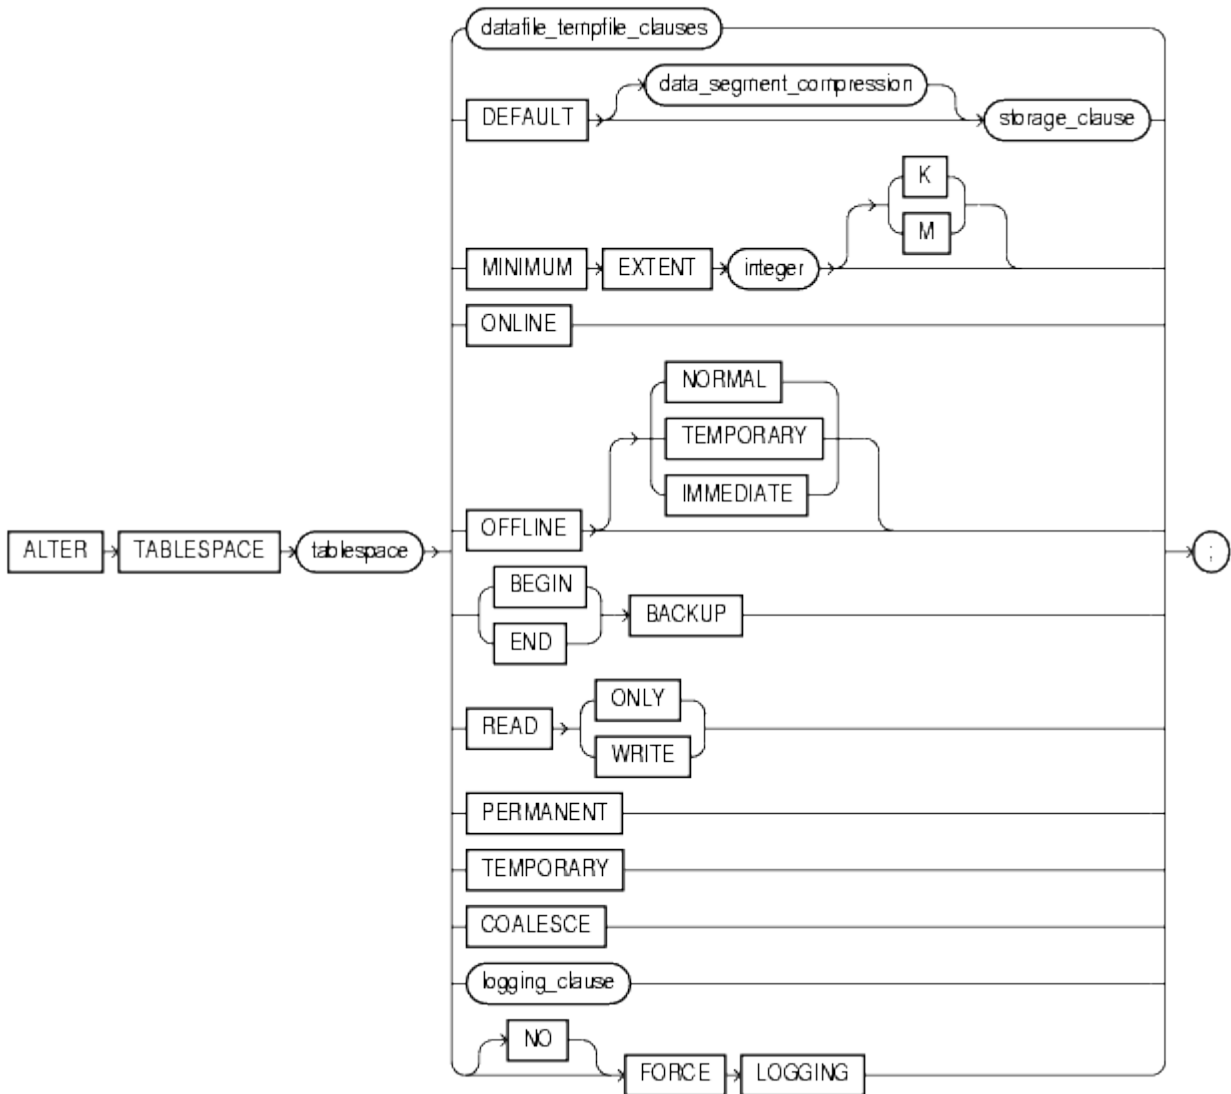 datafile_tempfile_clauses
data_segment_compression
DEFAULT storage_clause
K
M
MINIMUM EXTENT integer
ONLINE
NORMAL
TEMPORARY
IMMEDIATE
OFFLINE
ALTER TABLESPACE tablespace ;
BEGIN
END
BACKUP
ONLY
READ
WRITE
PERMANENT
TEMPORARY
COALESCE
logging_clause
NO
FORCE LOGGING